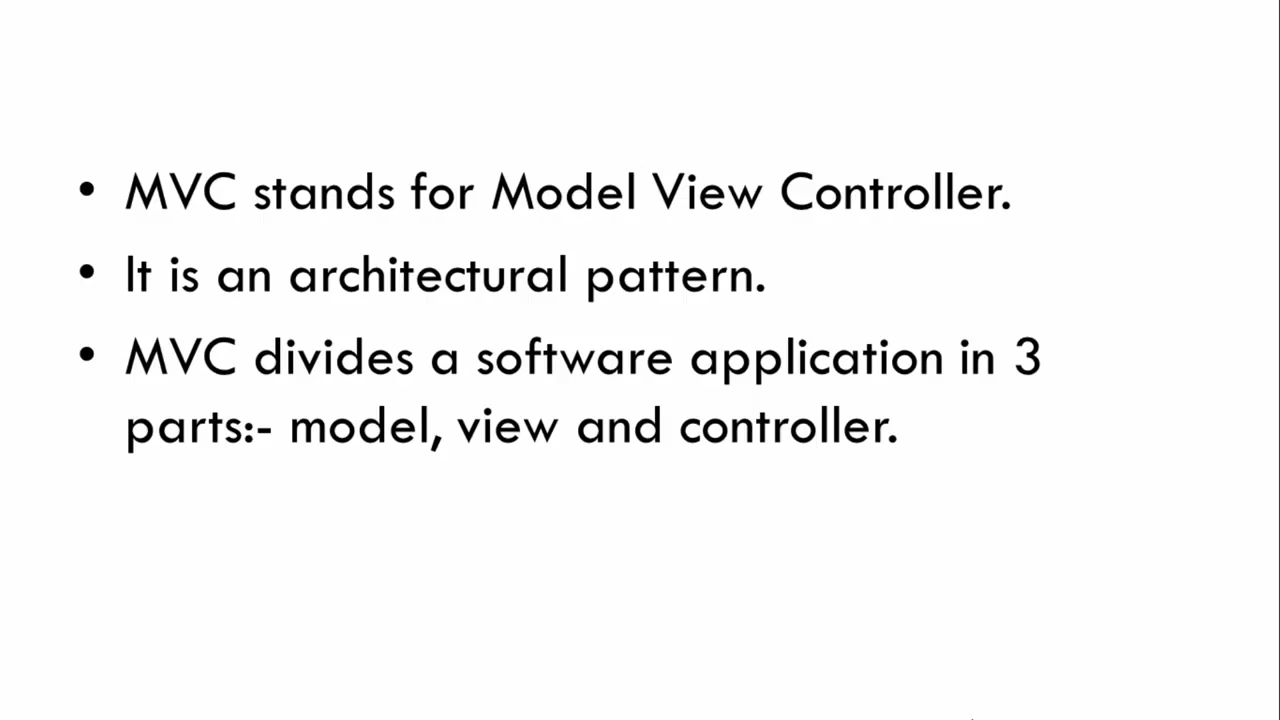 • MVC stands for Model View Controller.
• It is an architectural pattern.
• MVC divides a software application in 3
parts:- model, view and controller.